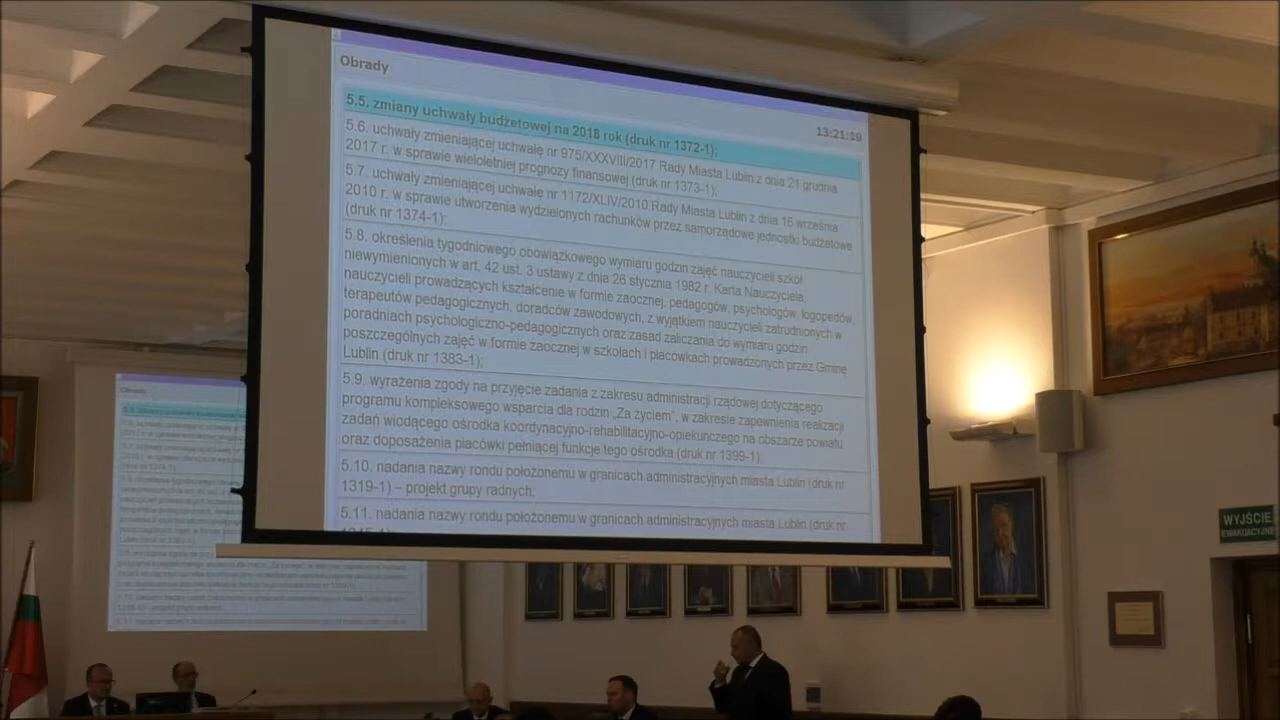 Obrady
13:21:19
5.5. zmiany uchwały budżetowej na 2018 rok (druk nr 1372-1);
5.6. uchwały zmieniającej uchwałę nr 975/XXXVIII/2017 Rady Miasta Lublin z dnia 21 grudnia
2017 r. w sprawie wieloletniej prognozy finansowej (druk nr 1373-1);
5.7. uchwały zmieniającej uchwałę nr 1172/XLIV/2010 Rady Miasta Lublin z dnia 16 września
2010 r. w sprawie utworzenia wydzielonych rachunków przez samorządowe jednostki budżetowe
(druk nr 1374-1);
5.8. określenia tygodniowego obowiązkowego wymiaru godzin zajęć nauczycieli szkół
niewymienionych w art. 42 ust. 3 ustawy z dnia 26 stycznia 1982 r. Karta Nauczyciela,
nauczycieli prowadzących kształcenie w formie zaocznej, pedagogów, psychologów, logopedów,
terapeutów pedagogicznych, doradców zawodowych, z wyjątkiem nauczycieli zatrudnionych w
poradniach psychologiczno-pedagogicznych oraz zasad zaliczania do wymiaru godzin
poszczególnych zajęć w formie zaocznej w szkołach i placówkach prowadzonych przez Gminę
Lublin (druk nr 1383-1);
5.9. wyrażenia zgody na przyjęcie zadania z zakresu administracji rządowej dotyczącego
programu kompleksowego wsparcia dla rodzin „Za życiem”, w zakresie zapewnienia realizacji
zadań wiodącego ośrodka koordynacyjno-rehabilitacyjno-opiekuńczego na obszarze powiatu
oraz doposażenia placówki pełniącej funkcje tego ośrodka (druk nr 1399-1);
5.10. nadania nazwy rondu położonemu w granicach administracyjnych miasta Lublin (druk nr
1319-1) – projekt grupy radnych;
5.11. nadania nazwy rondu położonemu w granicach administracyjnych miasta Lublin (druk nr
WYJŚCIE
EWAKUACYJNE